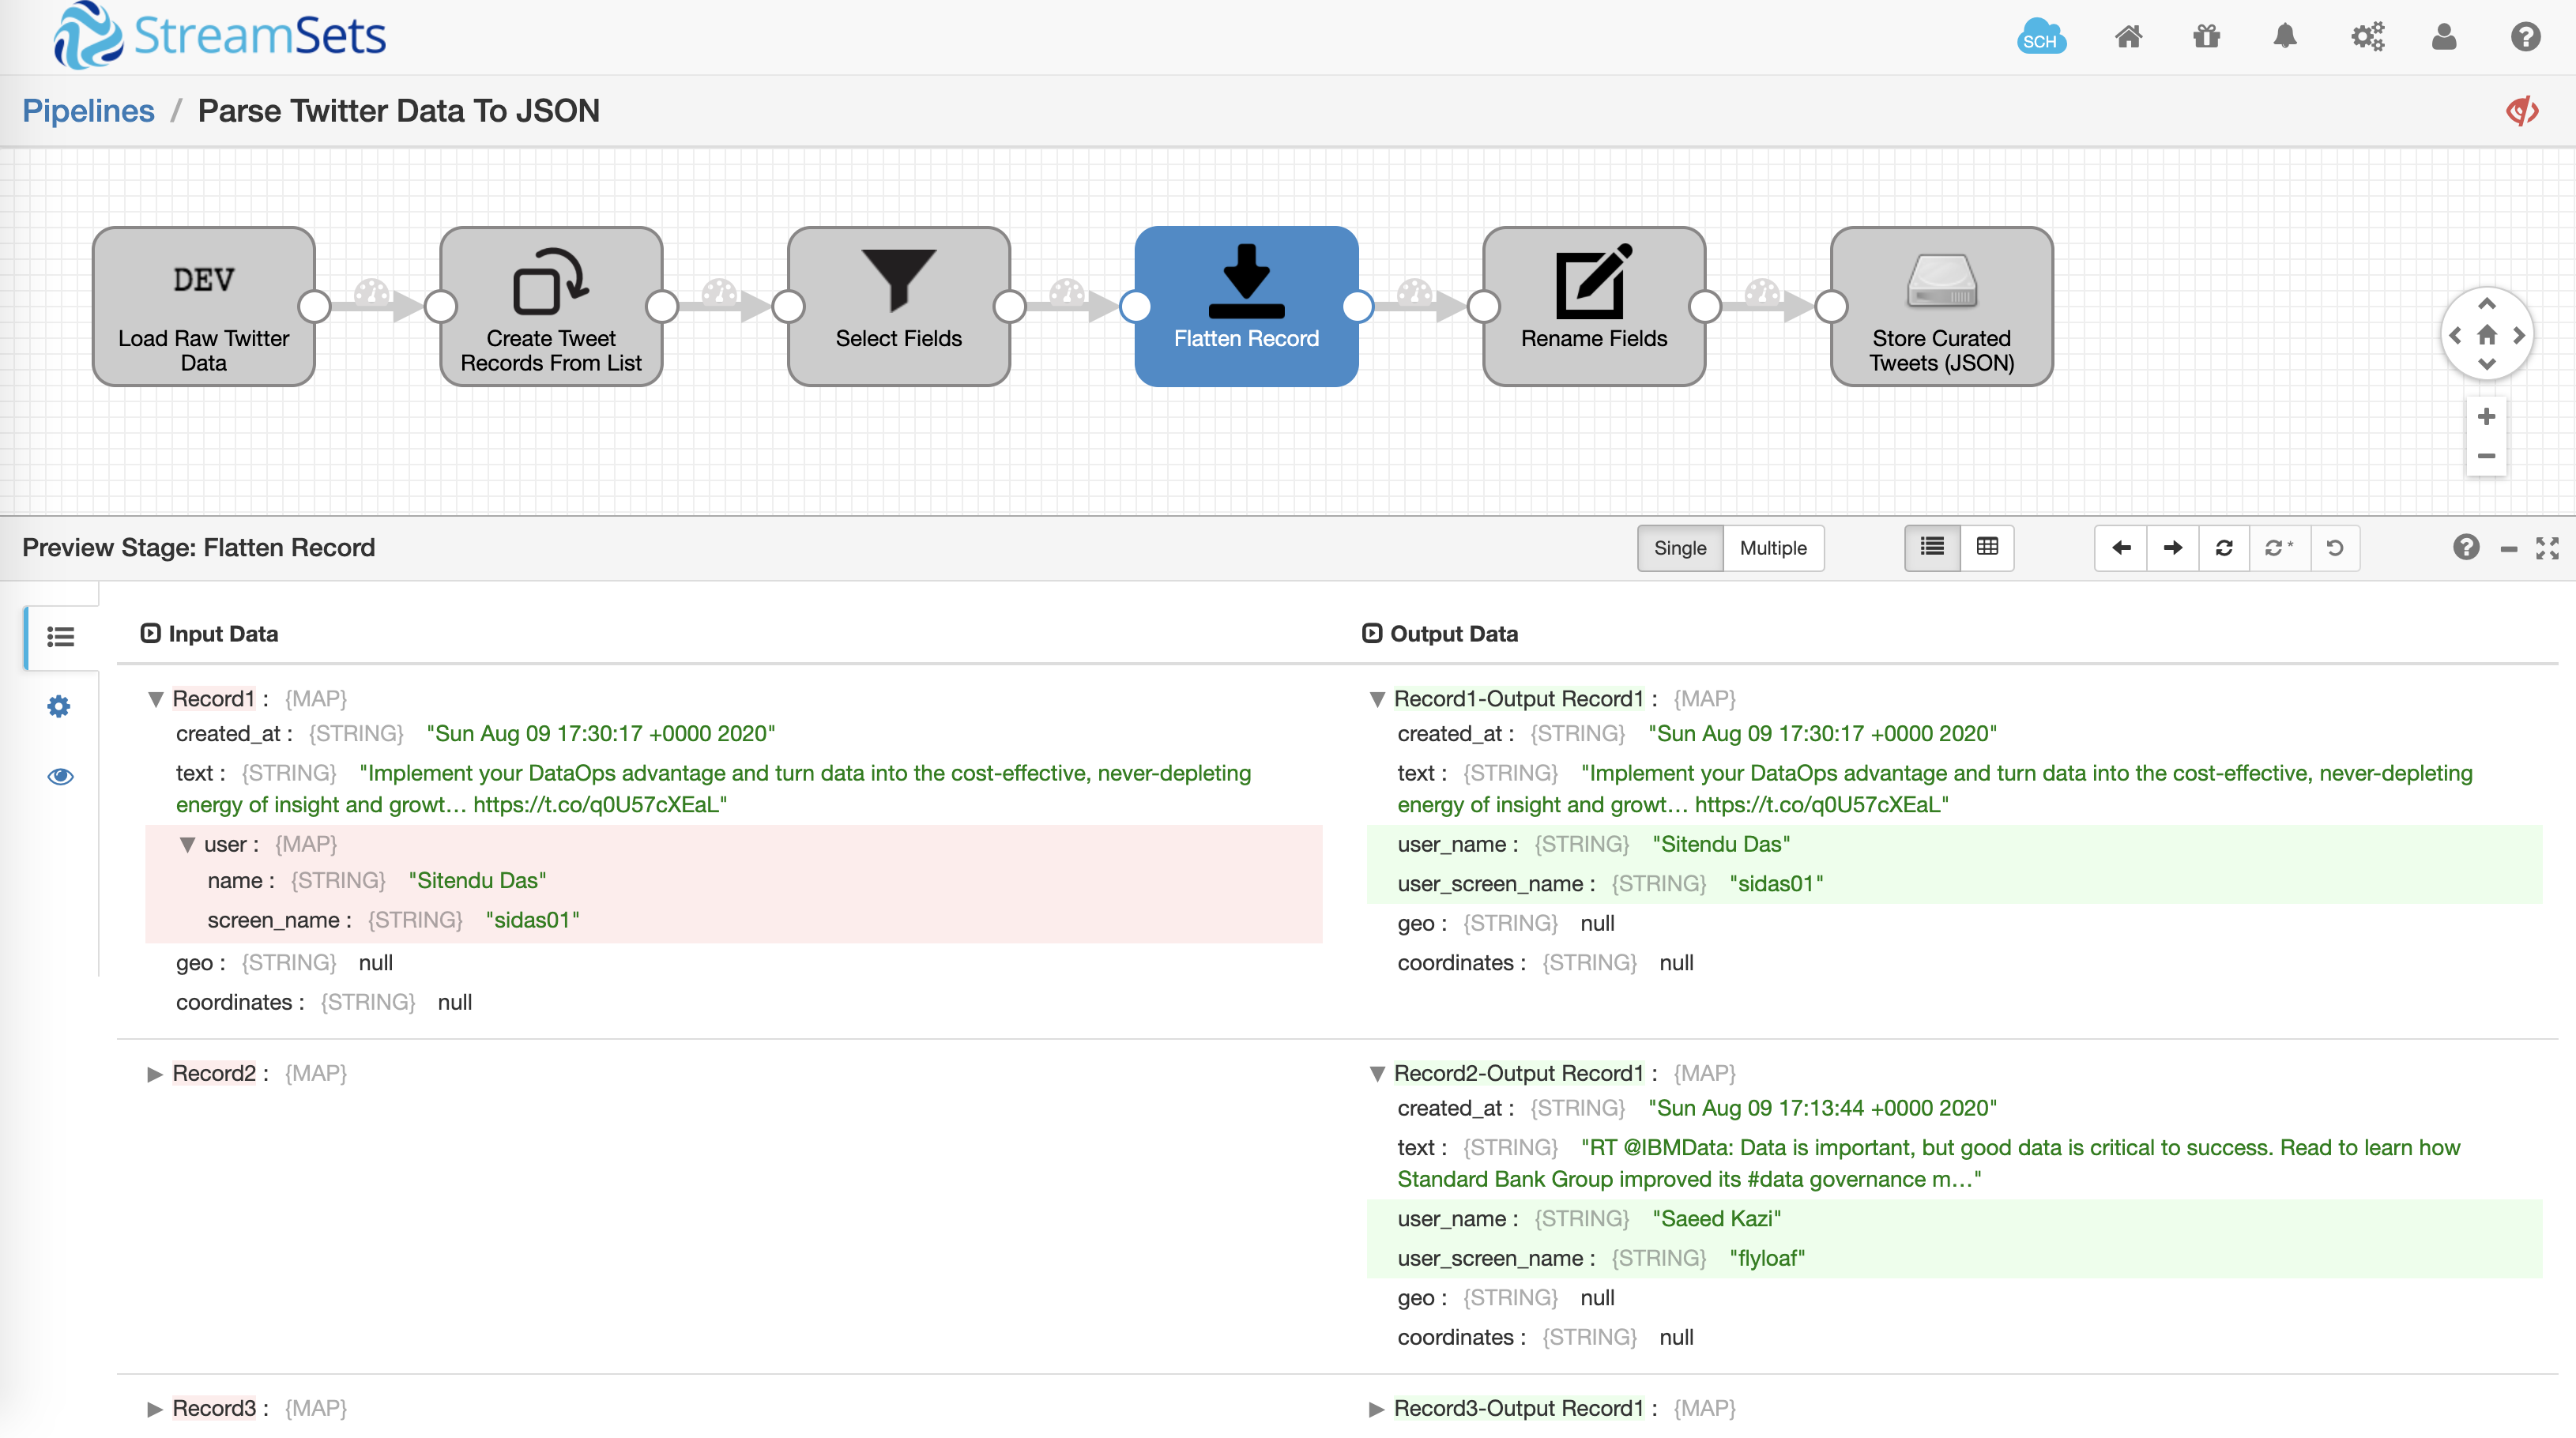 StreamSets
SCH
Pipelines / Parse Twitter Data To JSON
DEV
Load Raw Twitter
Data
Create Tweet
Records From List
Select Fields
Flatten Record
Rename Fields
Store Curated
Tweets (JSON)
Preview Stage: Flatten Record
Single Multiple
Input Data
Record1 : {MAP}
created_at : {STRING} "Sun Aug 09 17:30:17 +0000 2020"
text : {STRING} "Implement your DataOps advantage and turn data into the cost-effective, never-depleting
energy of insight and growt… https://t.co/q0U57cXEaL"
user : {MAP}
name : {STRING} "Sitendu Das"
screen_name : {STRING} "sidas01"
geo : {STRING} null
coordinates : {STRING} null
Record2 : {MAP}
Record3 : {MAP}
Output Data
Record1-Output Record1 : {MAP}
created_at : {STRING} "Sun Aug 09 17:30:17 +0000 2020"
text : {STRING} "Implement your DataOps advantage and turn data into the cost-effective, never-depleting
energy of insight and growt… https://t.co/q0U57cXEaL"
user_name : {STRING} "Sitendu Das"
user_screen_name : {STRING} "sidas01"
geo : {STRING} null
coordinates : {STRING} null
Record2-Output Record1 : {MAP}
created_at : {STRING} "Sun Aug 09 17:13:44 +0000 2020"
text : {STRING} "RT @IBMData: Data is important, but good data is critical to success. Read to learn how
Standard Bank Group improved its #data governance m…"
user_name : {STRING} "Saeed Kazi"
user_screen_name : {STRING} "flyloaf"
geo : {STRING} null
coordinates : {STRING} null
Record3-Output Record1 : {MAP}